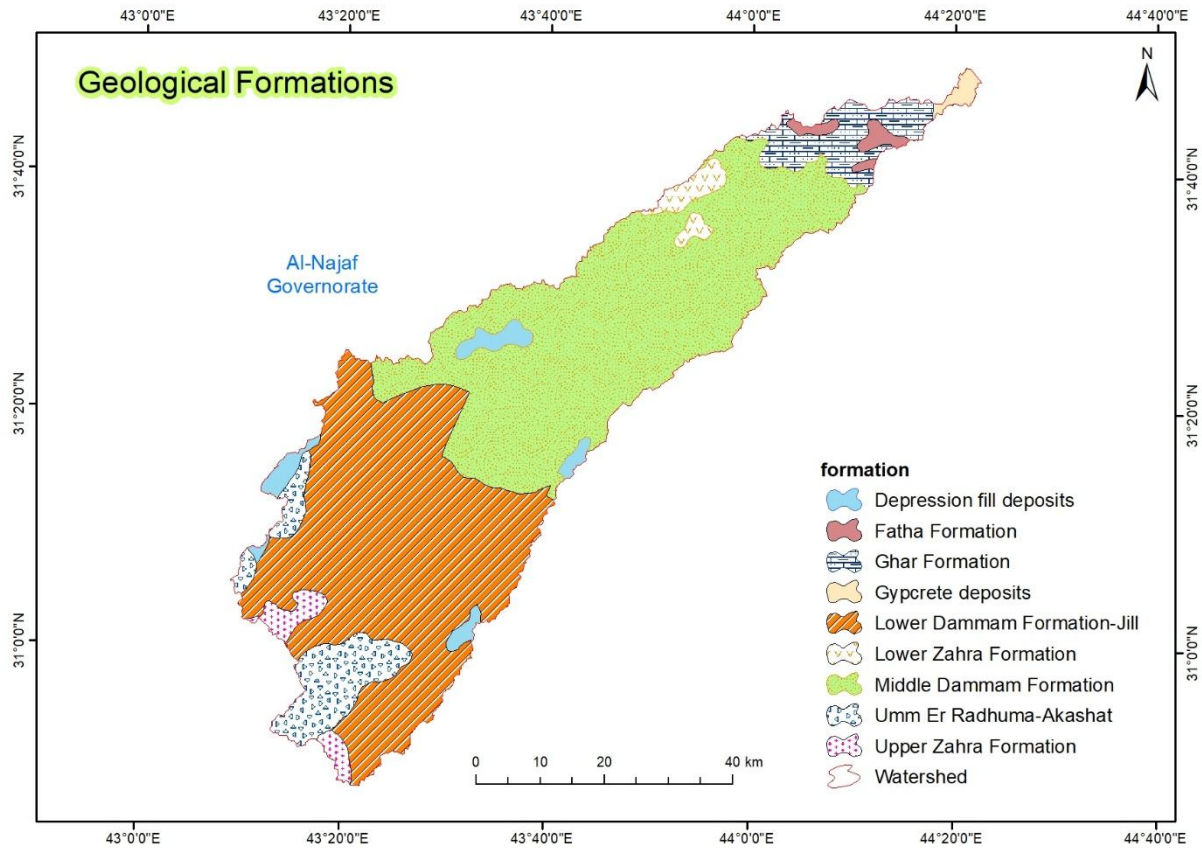 43°0'0"E
43°20'0"E
43°40'0"E
44°0'0"E
44°20'0"E
44°40'0"E
Geological Formations
N
31°40'0"N
31°40'0"N
Al-Najaf
Governorate
31°20'0"N
31°20'0"N
formation
Depression fill deposits
Fatha Formation
Ghar Formation
Gypcrete deposits
Lower Dammam Formation-Jill
Lower Zahra Formation
Middle Dammam Formation
Umm Er Radhuma-Akashat
Upper Zahra Formation
Watershed
31°0'0"N
31°0'0"N
0 10 20 40 km
43°0'0"E
43°20'0"E
43°40'0"E
44°0'0"E
44°20'0"E
44°40'0"E